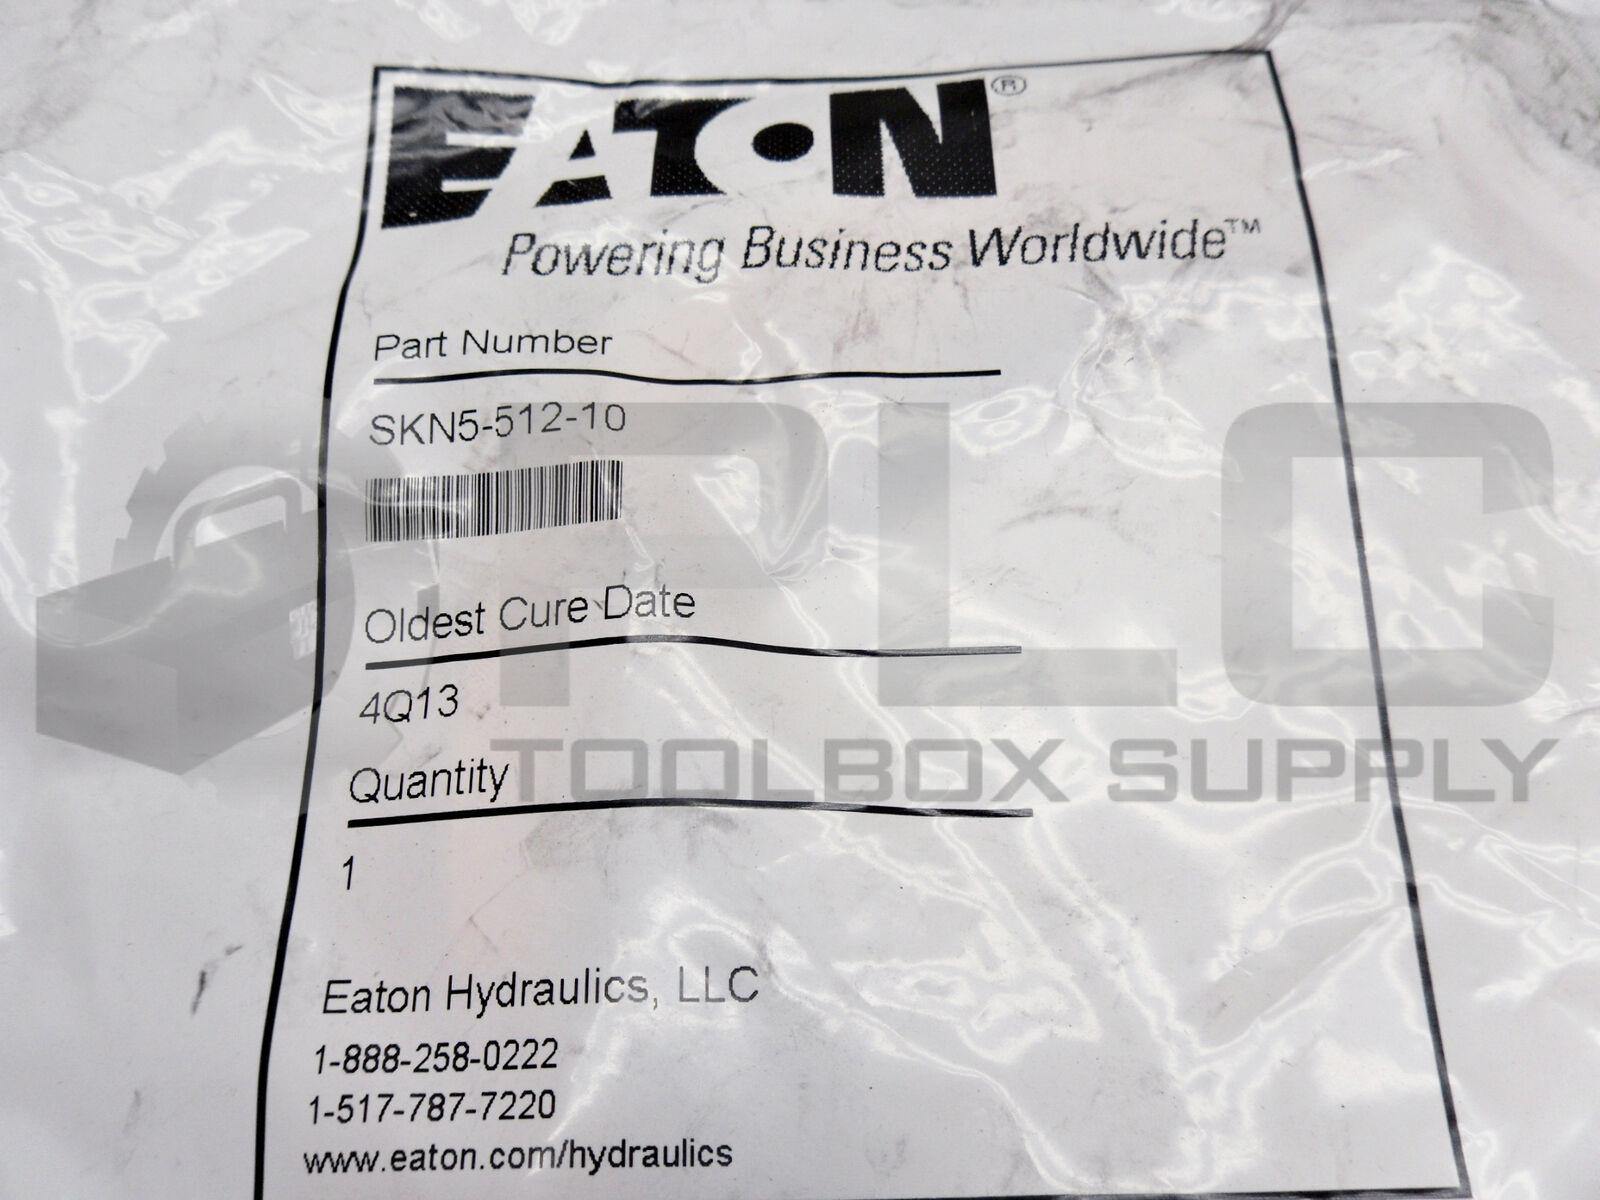 EATON®
Powering Business Worldwide™
Part Number
SKN5-512-10
Oldest Cure Date
4Q13
Quantity
1
Eaton Hydraulics, LLC
1-888-258-0222
1-517-787-7220
www.eaton.com/hydraulics
PLC
TOOLBOX SUPPLY